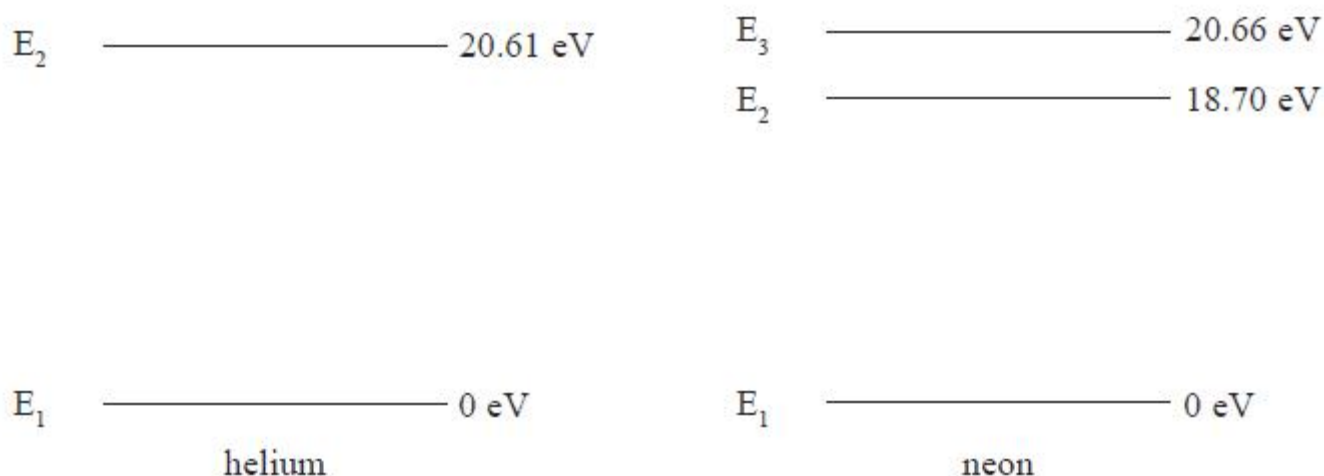 E₂ 20.61 eV
E₁ 0 eV
helium
E₃ 20.66 eV
E₂ 18.70 eV
E₁ 0 eV
neon